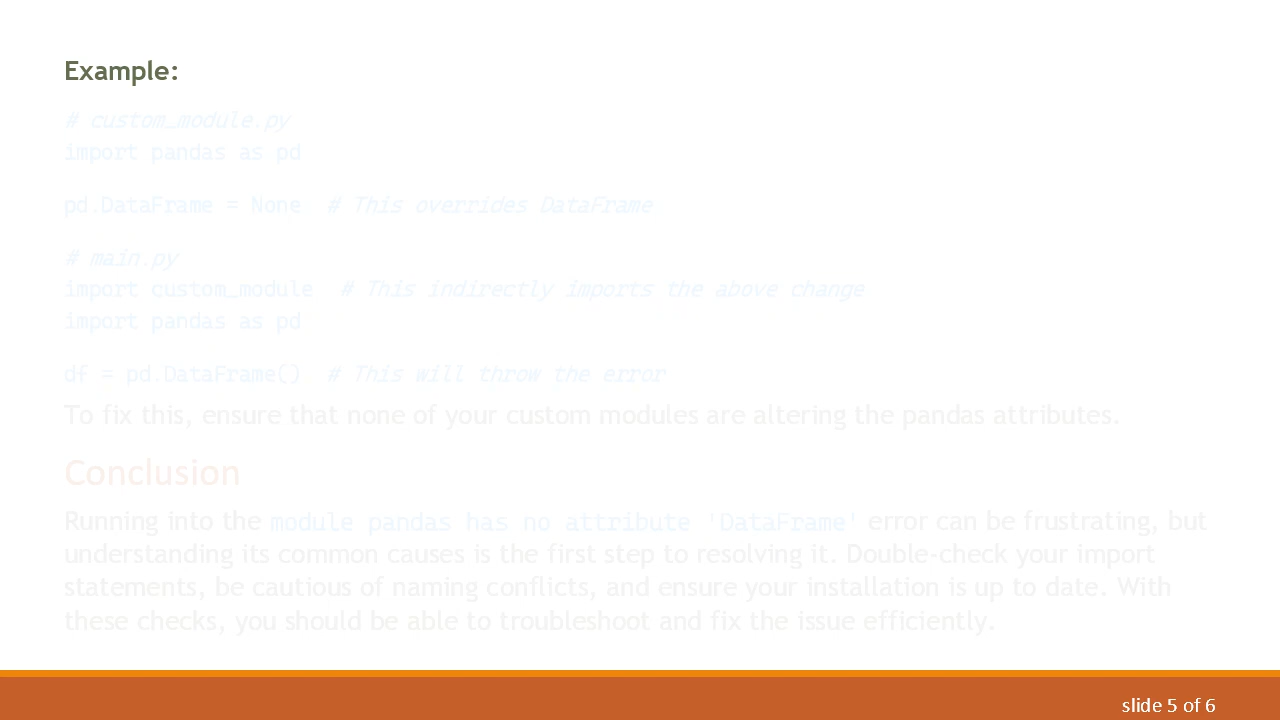 Example:
# custom_module.py
import pandas as pd
pd.DataFrame = None  # This overrides DataFrame
# main.py
import custom_module  # This indirectly imports the above change
import pandas as pd
df = pd.DataFrame()  # This will throw the error
To fix this, ensure that none of your custom modules are altering the pandas attributes.
Conclusion
Running into the module pandas has no attribute 'DataFrame' error can be frustrating, but
understanding its common causes is the first step to resolving it. Double-check your import
statements, be cautious of naming conflicts, and ensure your installation is up to date. With
these checks, you should be able to troubleshoot and fix the issue efficiently.
slide 5 of 6